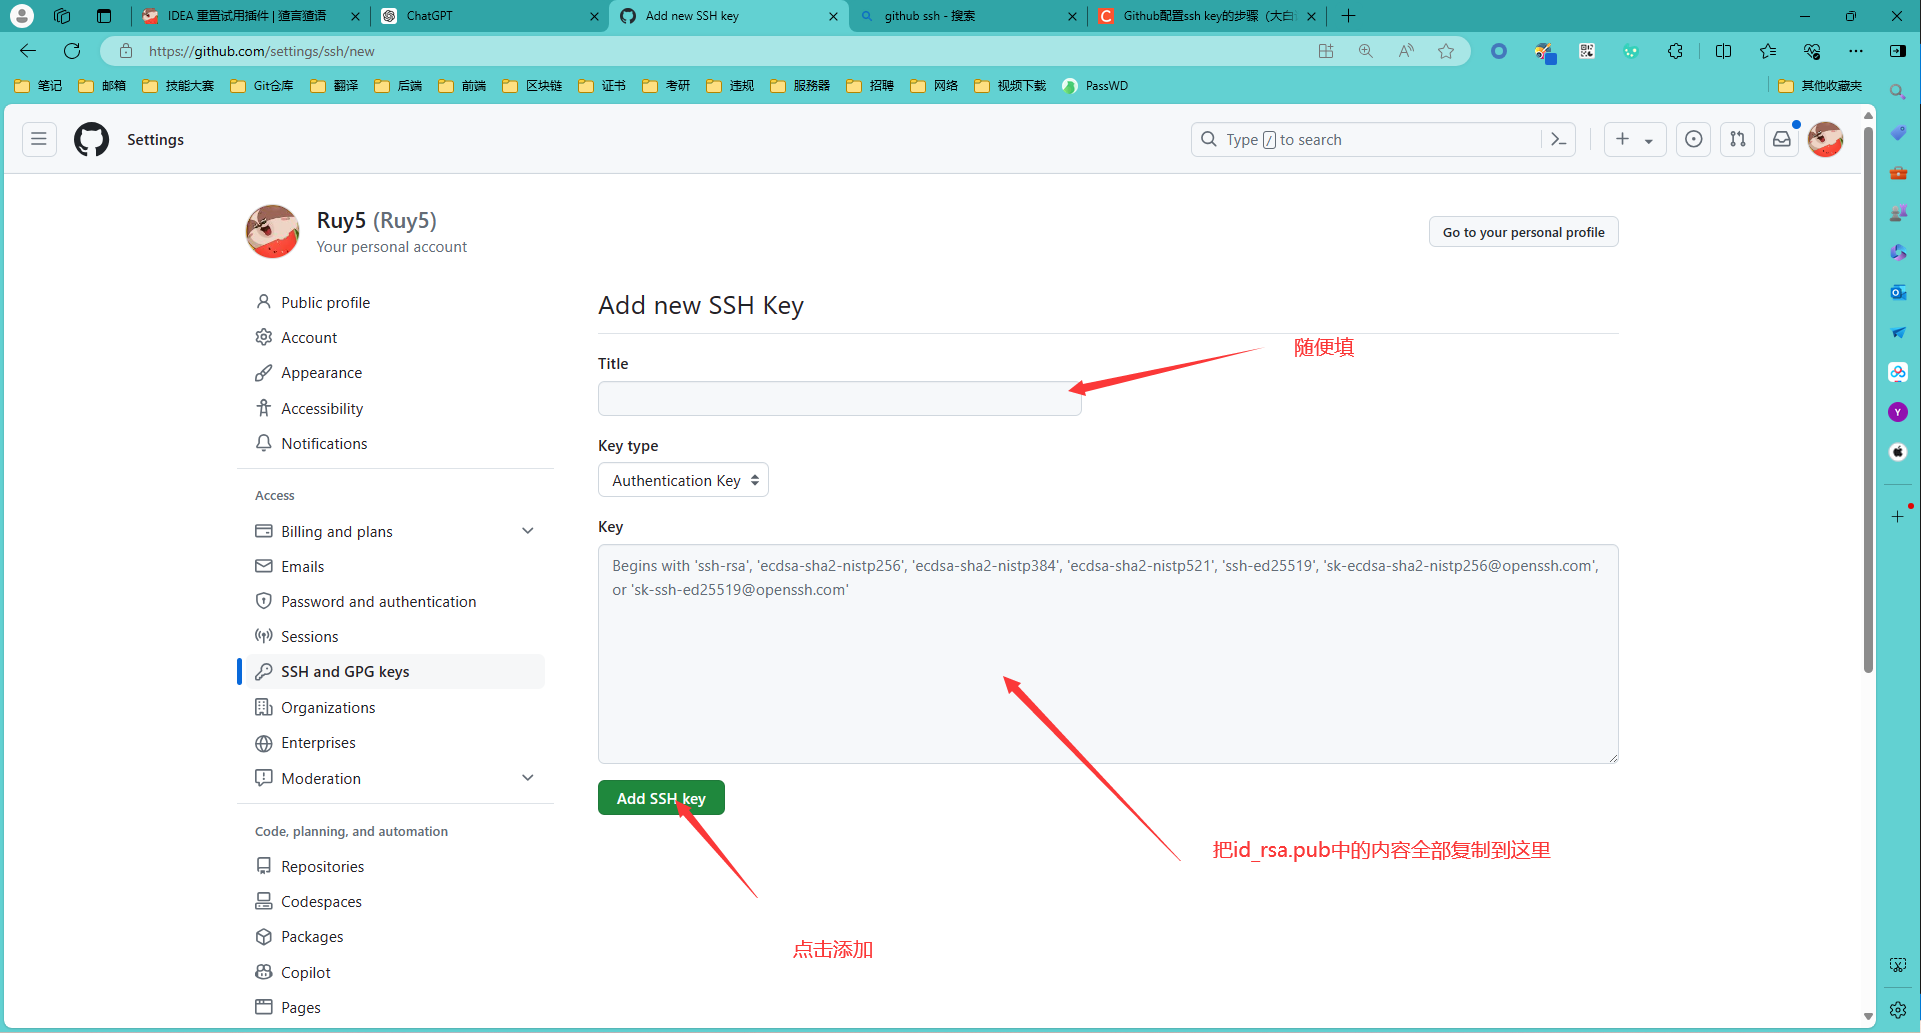 IDEA 重置试用插件 | 猹言猹语
ChatGPT
Add new SSH key
github ssh - 搜索
Github配置ssh key的步骤（大白
https://github.com/settings/ssh/new
笔记
邮箱
技能大赛
Git仓库
翻译
后端
前端
区块链
证书
考研
违规
服務器
招聘
网络
视频下载
PassWD
其他收藏夹
Settings
Type / to search
Ruy5 (Ruy5)
Your personal account
Go to your personal profile
Public profile
Account
Appearance
Accessibility
Notifications
Access
Billing and plans
Emails
Password and authentication
Sessions
SSH and GPG keys
Organizations
Enterprises
Moderation
Code, planning, and automation
Repositories
Codespaces
Packages
Copilot
Pages
Add new SSH Key
随便填
Title
Key type
Authentication Key
Key
Begins with 'ssh-rsa', 'ecdsa-sha2-nistp256', 'ecdsa-sha2-nistp384', 'ecdsa-sha2-nistp521', 'ssh-ed25519', 'sk-ecdsa-sha2-nistp256@openssh.com',
or 'sk-ssh-ed25519@openssh.com'
Add SSH key
把id_rsa.pub中的内容全部复制到这里
点击添加